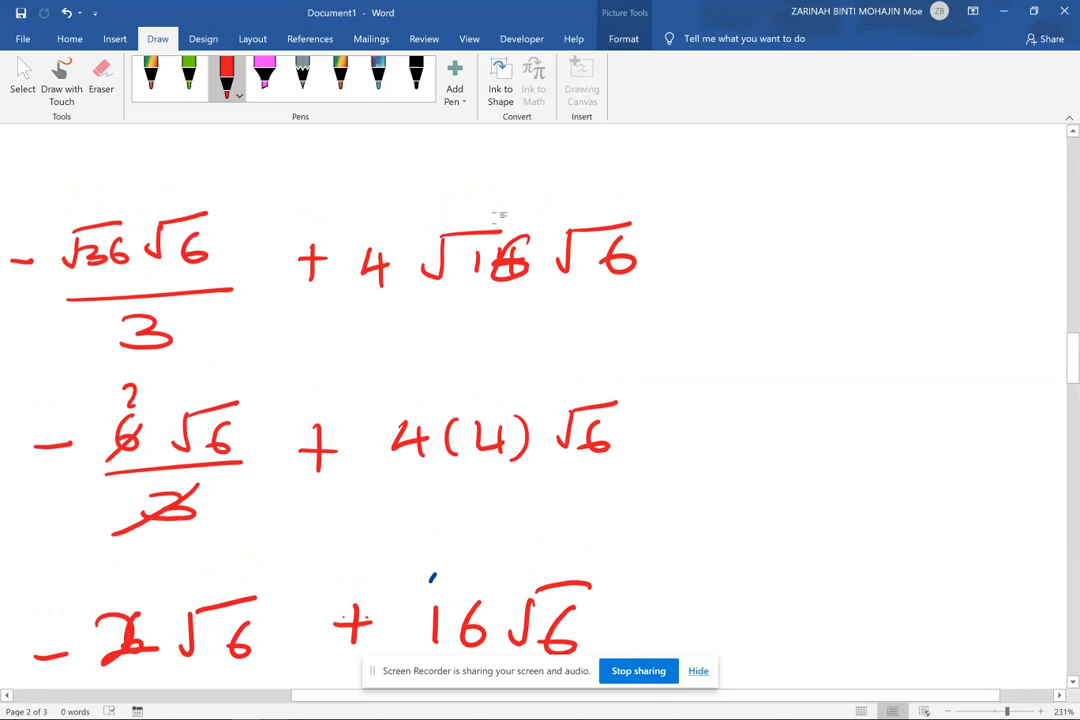 Document1 - Word
Picture Tools
ZARINAH BINTI MOHAJIN Moe
ZB
File Home Insert Draw Design Layout References Mailings Review View Developer Help Format Tell me what you want to do Share
Select
Draw with Touch
Eraser
Add Pen
Ink to Shape
Ink to Math
Drawing Canvas
Tools Pens Convert Insert
- √36 √6 / 3 + 4 √16 √6
- 6 √6 / 3 + 4 (4) √6
2
- 2 √6 + 16 √6
Screen Recorder is sharing your screen and audio. Stop sharing Hide
Page 2 of 3 0 words 231%